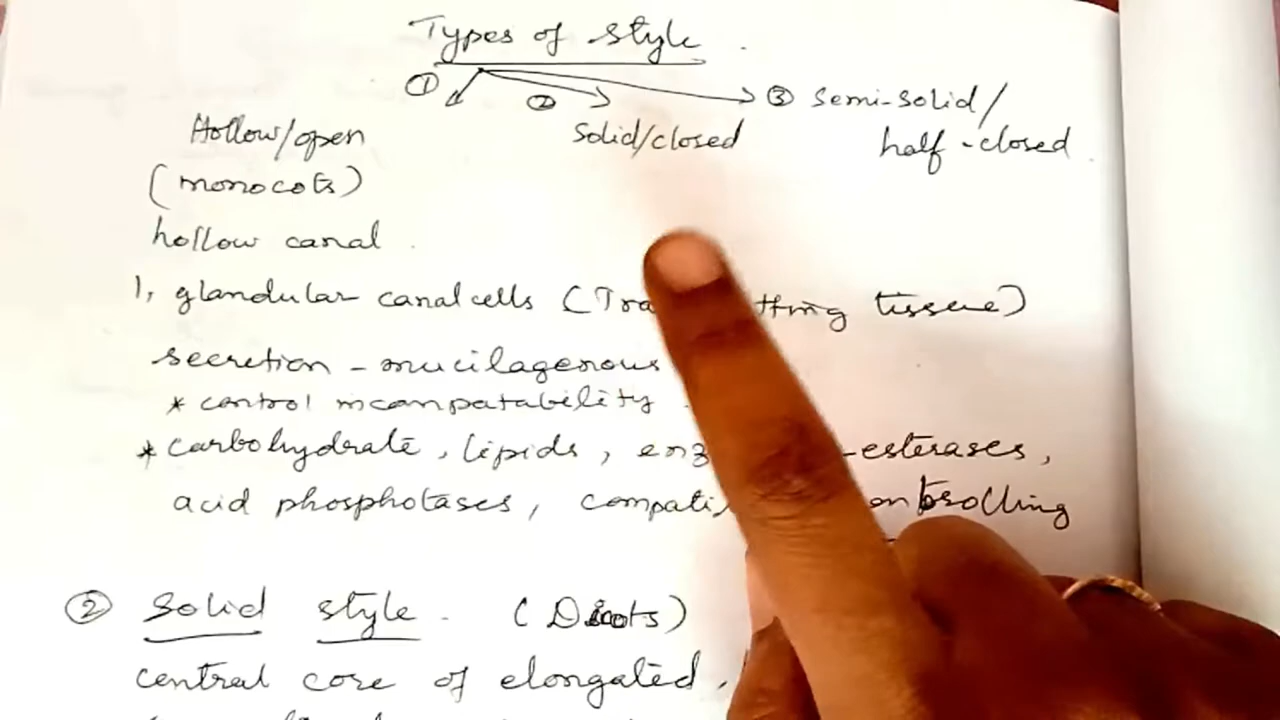 Types of style .
① ② ③ semi-solid/
Hollow/open solid/closed half-closed
(monocots)
hollow canal .
1, glandular canal cells ( tissue)
secretion - mucilagenous
* control incompatability .
* carbohydrate, lipids, -esterases,
acid phosphotases,
② Solid style . (Dicots)
central core of elongated,